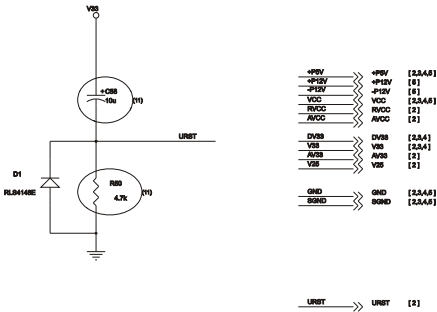 V33
+ C58
10u
(11)
URST
D1
RLS4148E
R50
4.7k
(11)
+P5V +P5V [2,3,4,5]
+P12V +P12V [5]
-P12V -P12V [5]
VCC VCC [2,3,4,5]
RVCC RVCC [2]
AVCC AVCC [2]
DV33 DV33 [2,3,4]
V33 V33 [2,3,4]
AV33 AV33 [2]
V25 V25 [2]
GND GND [2,3,4,5]
SGND SGND [2,3,4,5]
URST URST [2]